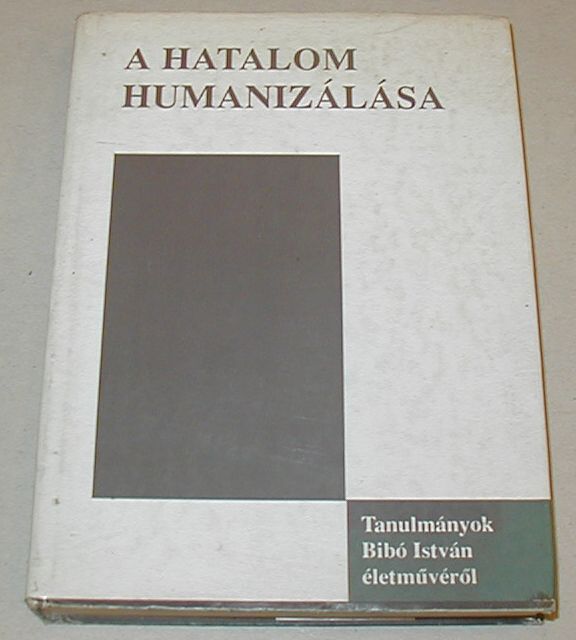 A HATALOM
HUMANIZÁLÁSA
Tanulmányok
Bibó István
életművéről